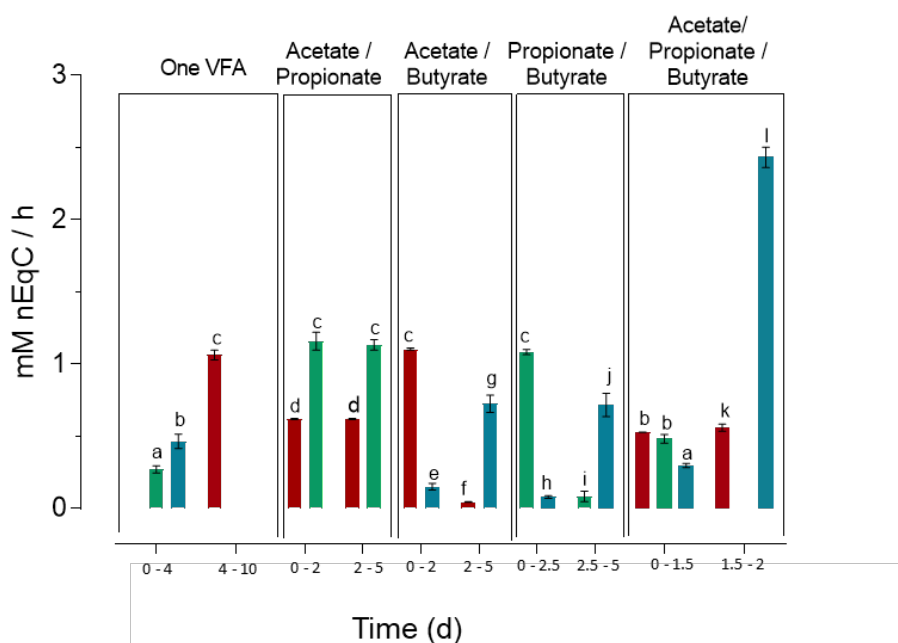 Acetate/
Acetate / Acetate / Propionate / Propionate /
One VFA Propionate Butyrate Butyrate Butyrate
3
l
2
mM nEqC / h
c c c c c
1
g j
d d b b k
b
a a
e f h i
0
0 - 4 4 - 10 0 - 2 2 - 5 0 - 2 2 - 5 0 - 2.5 2.5 - 5 0 - 1.5 1.5 - 2
Time (d)